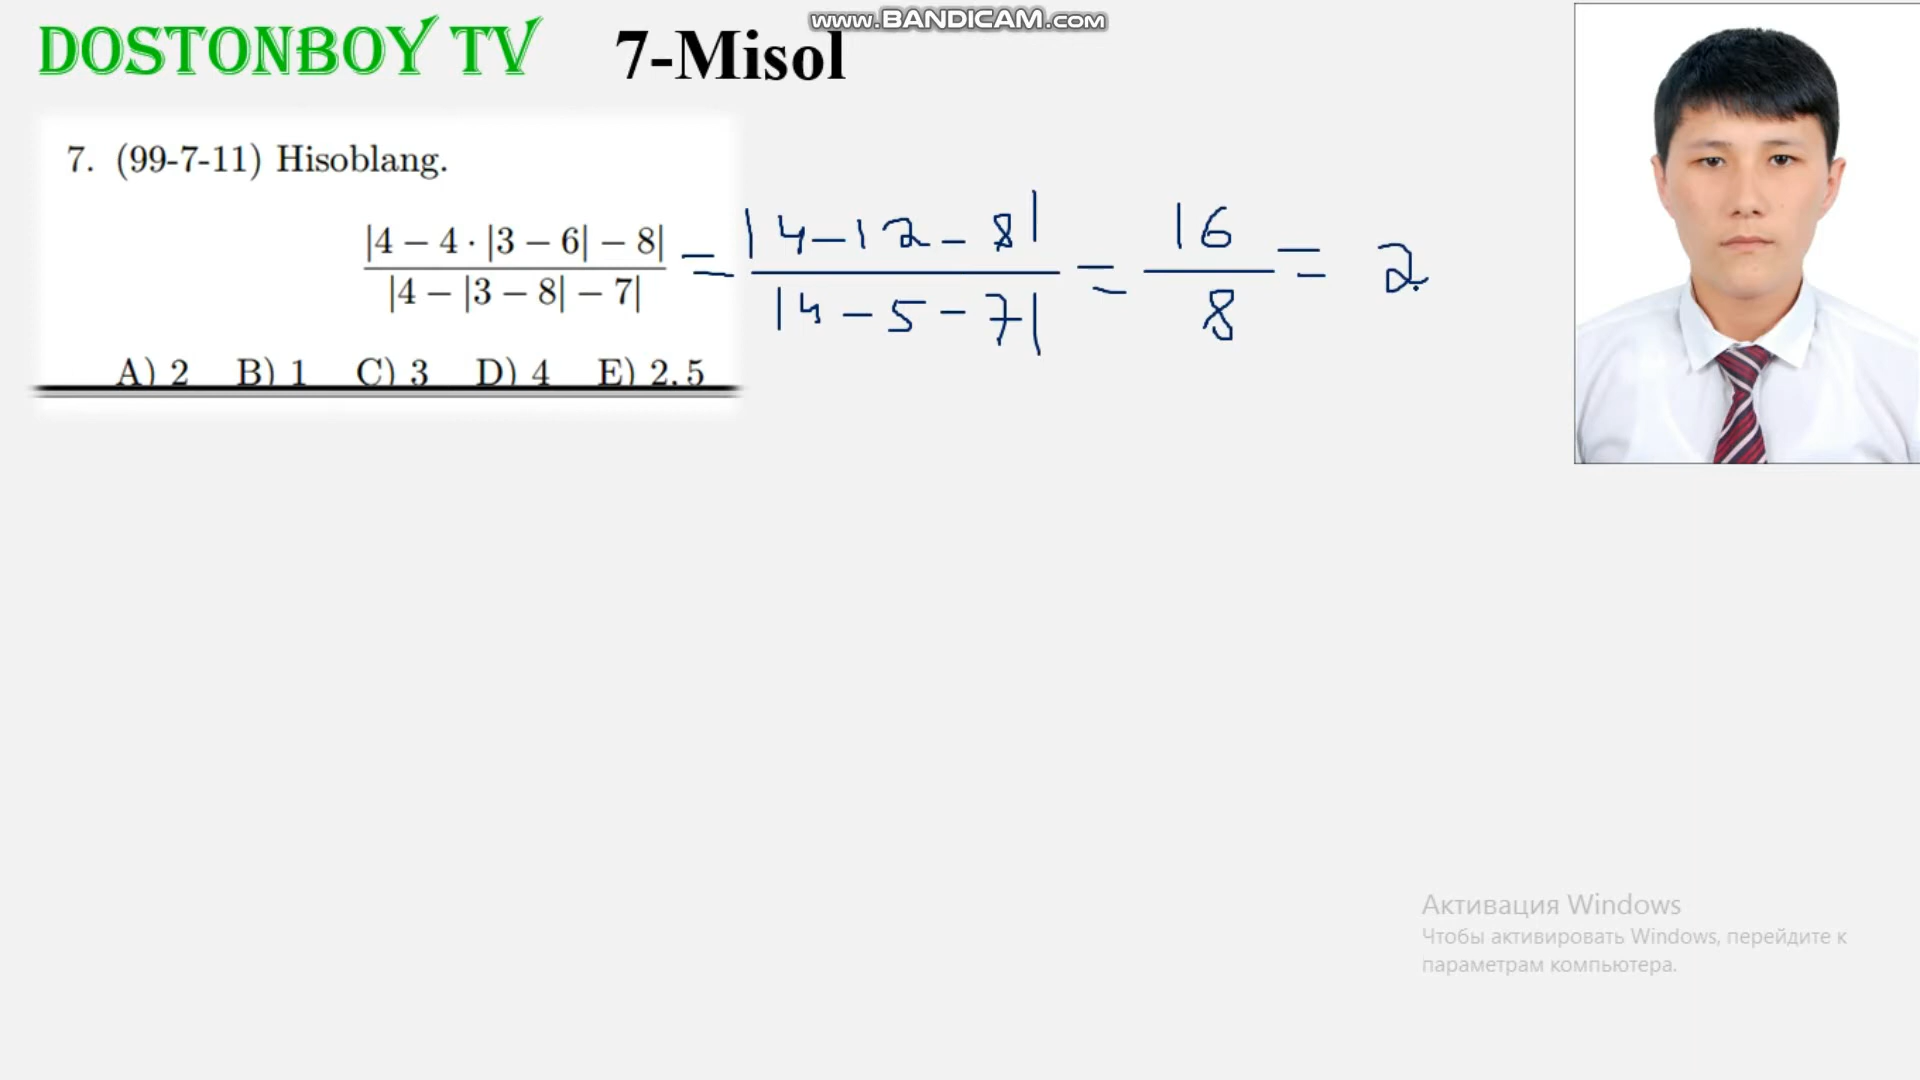 www.BANDICAM.com
DOSTONBOY TV
7-Misol
7. (99-7-11) Hisoblang.
|4 − 4 · |3 − 6| − 8| / |4 − |3 − 8| − 7| = |4−12−8| / |4−5−7| = 16 / 8 = 2.
A) 2 B) 1 C) 3 D) 4 E) 2.5
Активация Windows
Чтобы активировать Windows, перейдите к
параметрам компьютера.